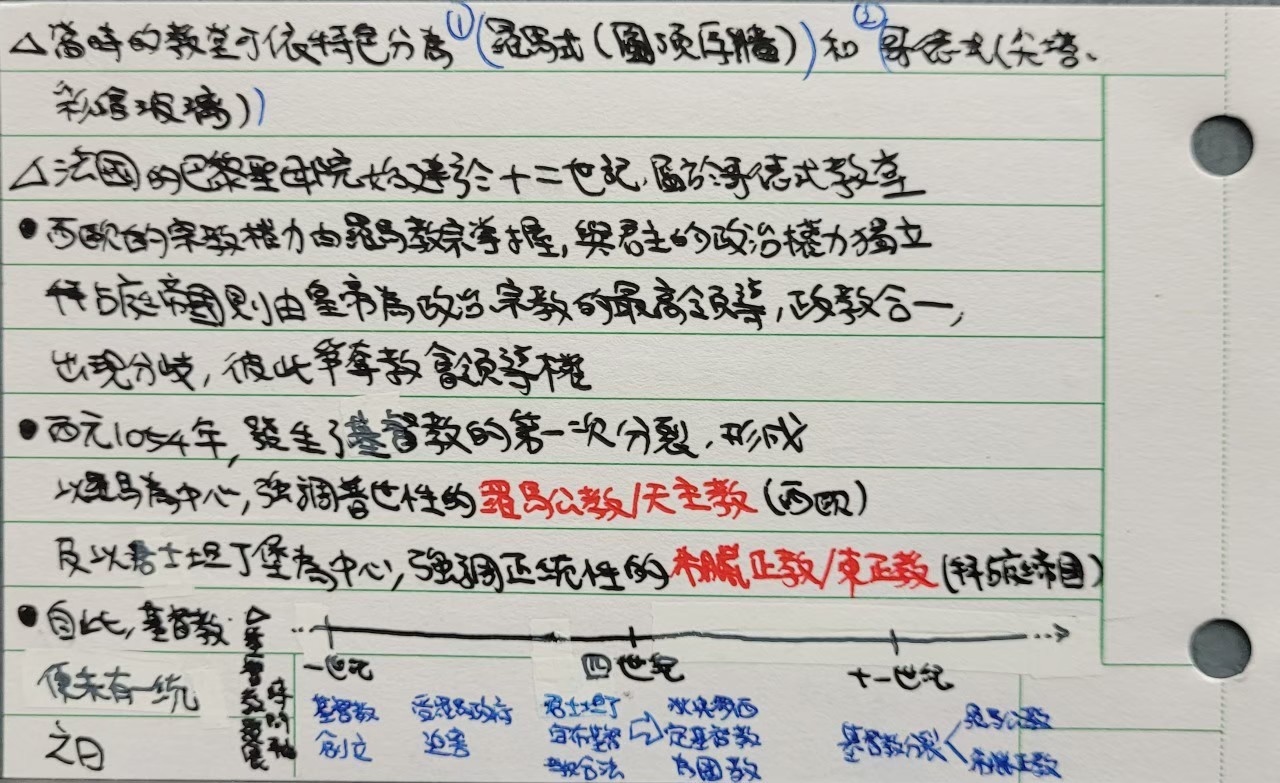 △當時的教堂可依特色分為①(羅馬式(圓頂厚牆))和②(哥德式(尖塔、
彩繪玻璃))
△法國的巴黎聖母院始建於十二世紀,屬於哥德式教堂
●西歐的宗教權力由羅馬教宗掌握,與君主的政治權力獨立
拜占庭帝國則由皇帝為政治、宗教的最高領導,政教合一,
出現分歧,彼此爭奪教會領導權
●西元1054年,發生了基督教的第一次分裂,形成
以羅馬為中心,強調普世性的羅馬公教/天主教(西歐)
及以君士坦丁堡為中心,強調正統性的希臘正教/東正教(拜占庭帝國)
●自此,基督教
便未有一統
之日
△基督教發展
時間軸
一世紀 四世紀 十一世紀
基督教
創立
受羅馬政府
迫害
君士坦丁
宣布基督
教合法
⇨
狄奧多西
定基督教
為國教
基督教分裂
羅馬公教
希臘正教